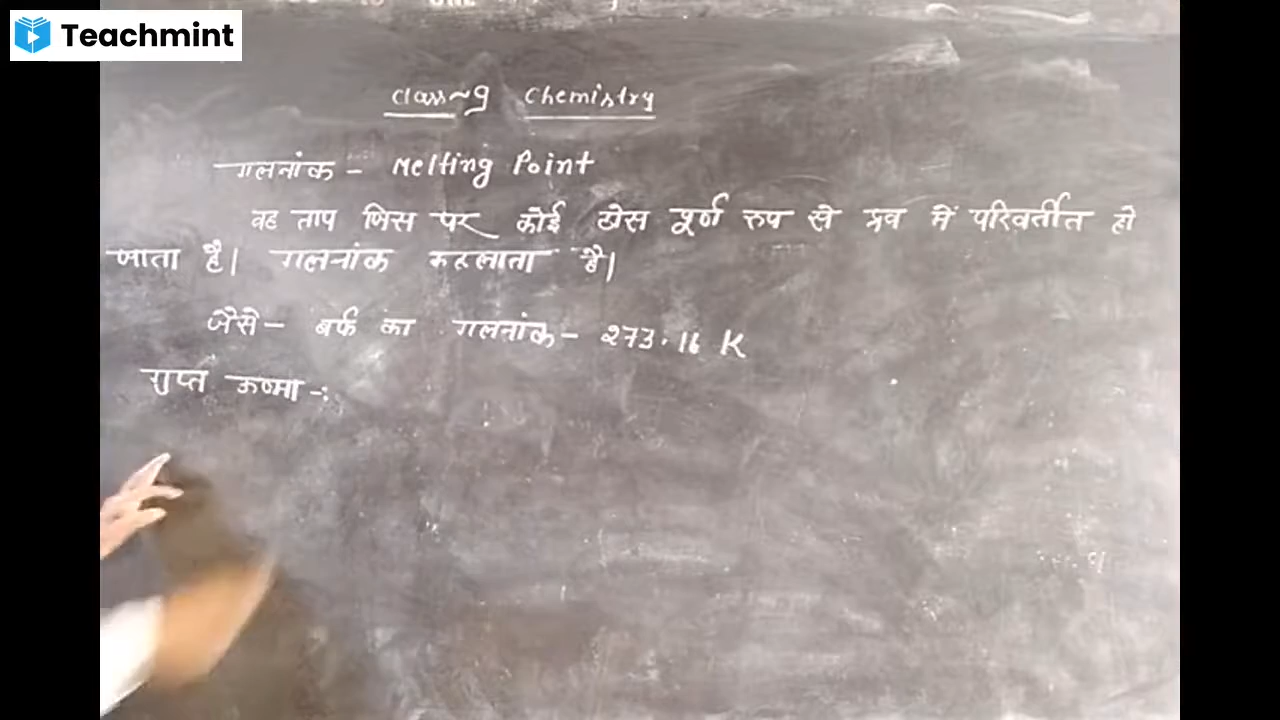 Teachmint
Class~9 Chemistry
गलनांक - Melting Point
वह ताप जिस पर कोई ठोस पूर्ण रुप से द्रव में परिवर्तीत हो
जाता है। गलनांक कहलाता है।
जैसे- बर्फ का गलनांक- 273.16 K
गुप्त ऊष्मा -: